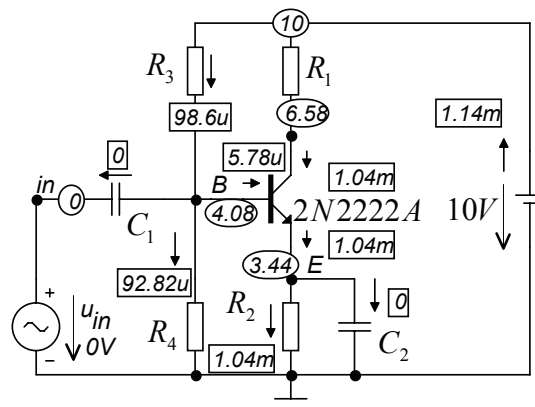 10
R3
R1
98.6u
6.58
1.14m
0
5.78u
in
0
B
1.04m
C1
4.08
2N2222A
10V
1.04m
3.44
E
92.82u
0
+
uin
0V
−
R4
R2
C2
1.04m